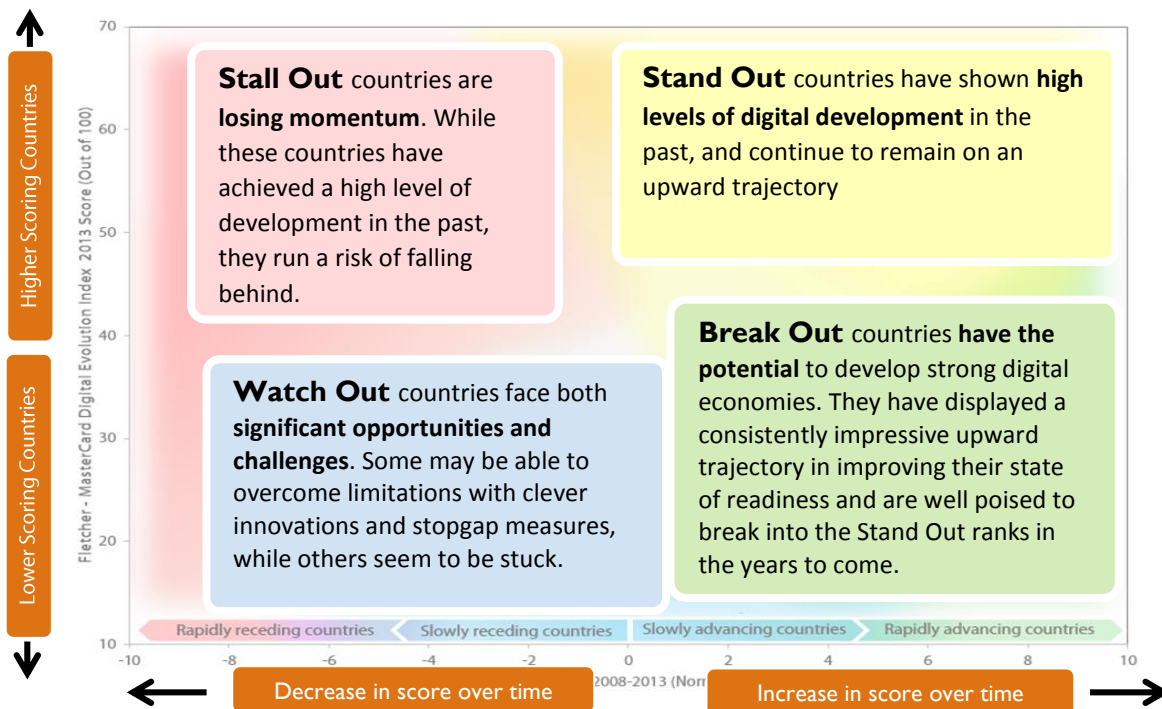 Higher Scoring Countries
Lower Scoring Countries
Fletcher - MasterCard Digital Evolution Index 2013 Score (Out of 100)
70
60
50
40
30
20
10
Stall Out countries are
losing momentum. While
these countries have
achieved a high level of
development in the past,
they run a risk of falling
behind.
Stand Out countries have shown high
levels of digital development in the
past, and continue to remain on an
upward trajectory
Watch Out countries face both
significant opportunities and
challenges. Some may be able to
overcome limitations with clever
innovations and stopgap measures,
while others seem to be stuck.
Break Out countries have the
potential to develop strong digital
economies. They have displayed a
consistently impressive upward
trajectory in improving their state
of readiness and are well poised to
break into the Stand Out ranks in
the years to come.
Rapidly receding countries
Slowly receding countries
Slowly advancing countries
Rapidly advancing countries
-10 -8 -6 -4 -2 0 2 4 6 8 10
Decrease in score over time
2008-2013 (Nor
Increase in score over time